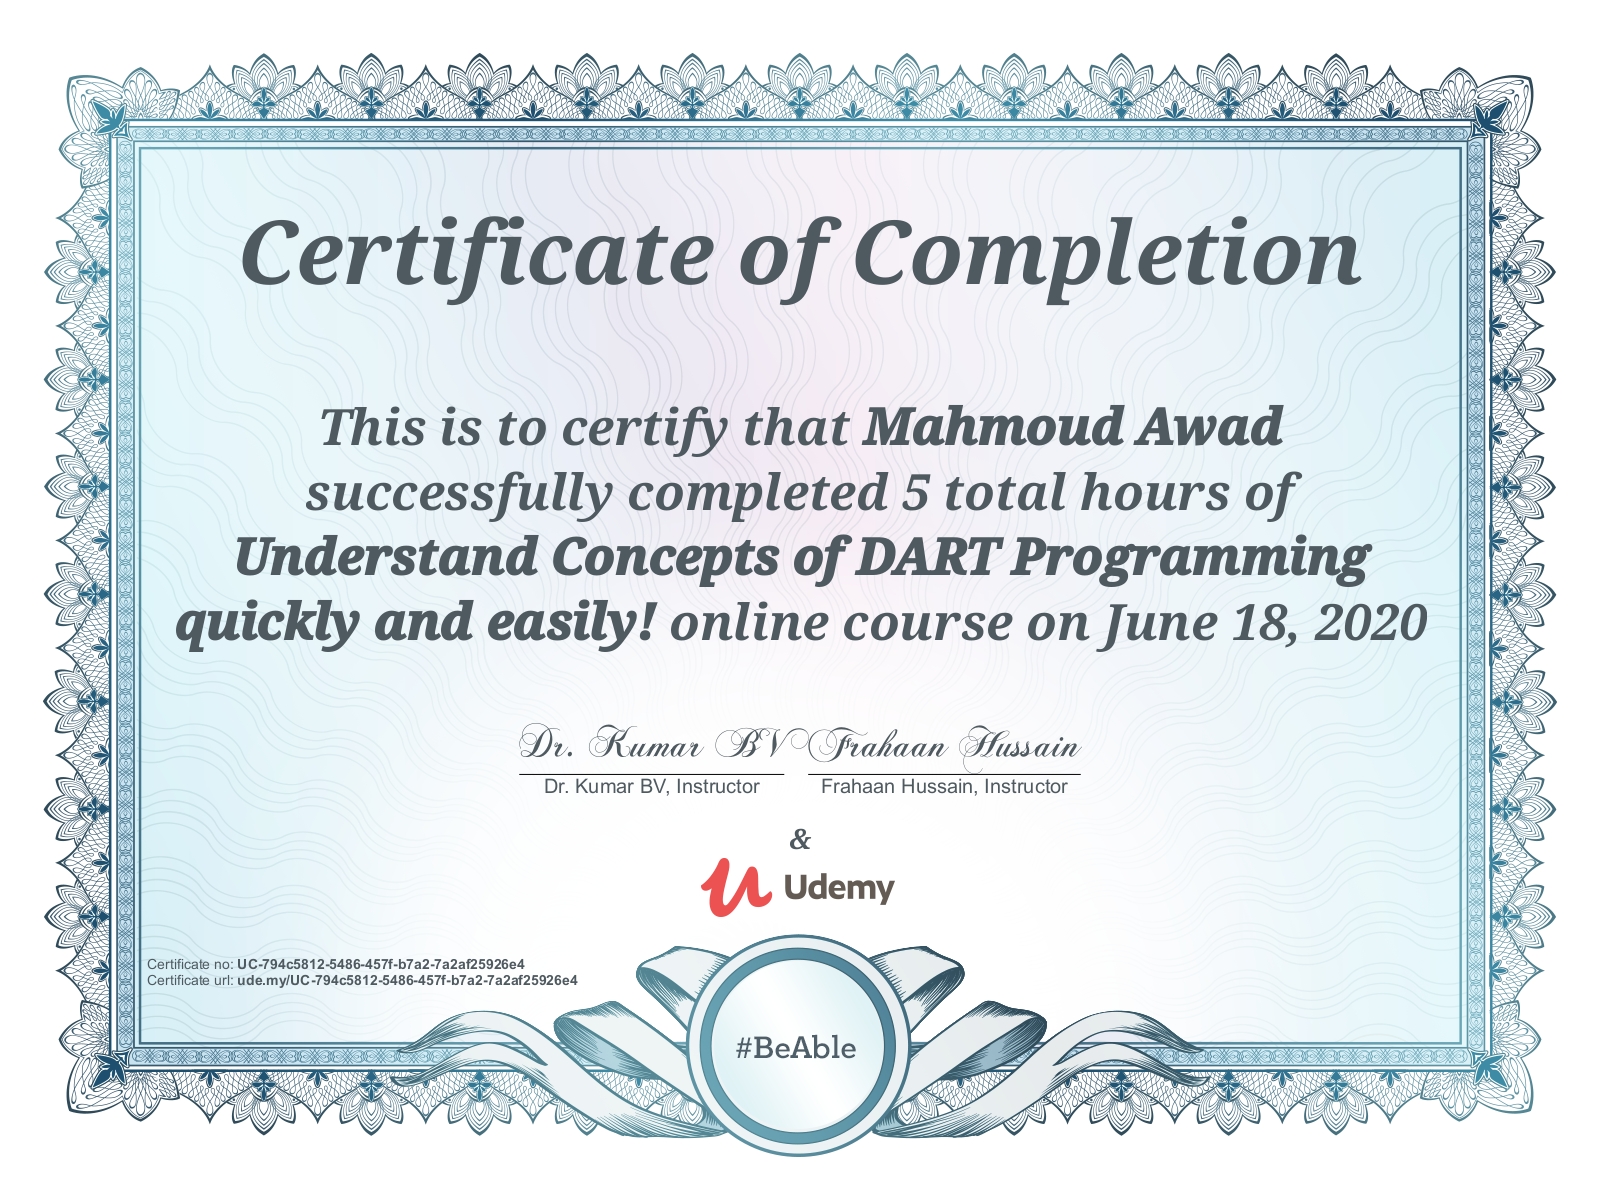 Certificate of Completion
This is to certify that Mahmoud Awad
successfully completed 5 total hours of
Understand Concepts of DART Programming
quickly and easily! online course on June 18, 2020
Dr. Kumar BV Frahaan Hussain
Dr. Kumar BV, Instructor Frahaan Hussain, Instructor
&
Udemy
Certificate no: UC-794c5812-5486-457f-b7a2-7a2af25926e4
Certificate url: ude.my/UC-794c5812-5486-457f-b7a2-7a2af25926e4
#BeAble